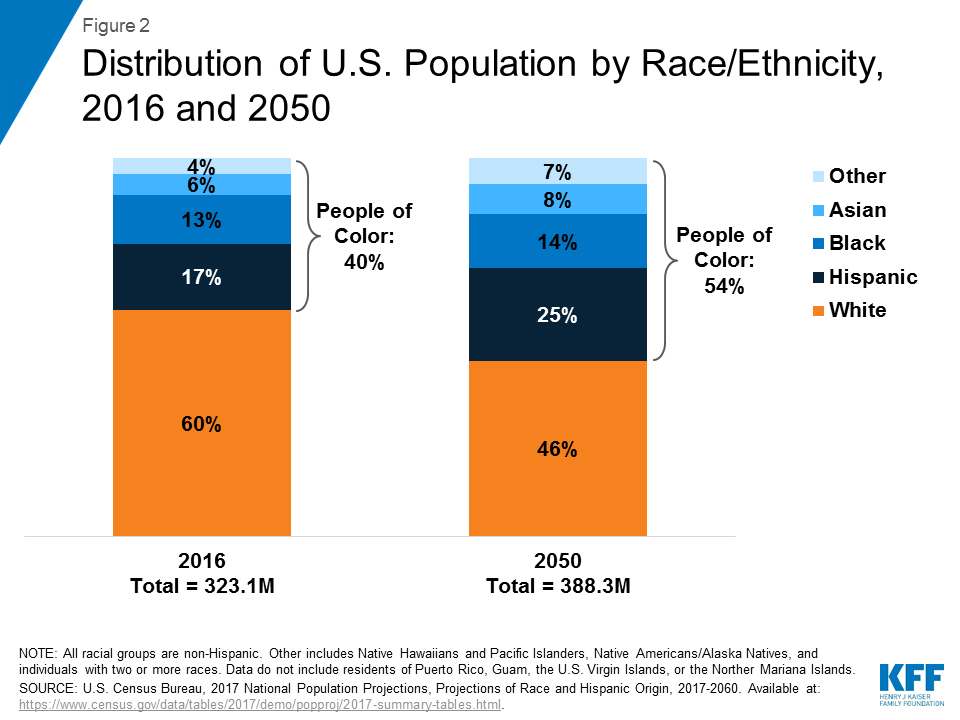 Figure 2
Distribution of U.S. Population by Race/Ethnicity,
2016 and 2050
4%
6%
13%
17%
60%
People of
Color:
40%
7%
8%
14%
25%
46%
People of
Color:
54%
Other
Asian
Black
Hispanic
White
2016
Total = 323.1M
2050
Total = 388.3M
NOTE: All racial groups are non-Hispanic. Other includes Native Hawaiians and Pacific Islanders, Native Americans/Alaska Natives, and
individuals with two or more races. Data do not include residents of Puerto Rico, Guam, the U.S. Virgin Islands, or the Norther Mariana Islands.
SOURCE: U.S. Census Bureau, 2017 National Population Projections, Projections of Race and Hispanic Origin, 2017-2060. Available at:
https://www.census.gov/data/tables/2017/demo/popproj/2017-summary-tables.html.
KFF
HENRY J KAISER
FAMILY FOUNDATION